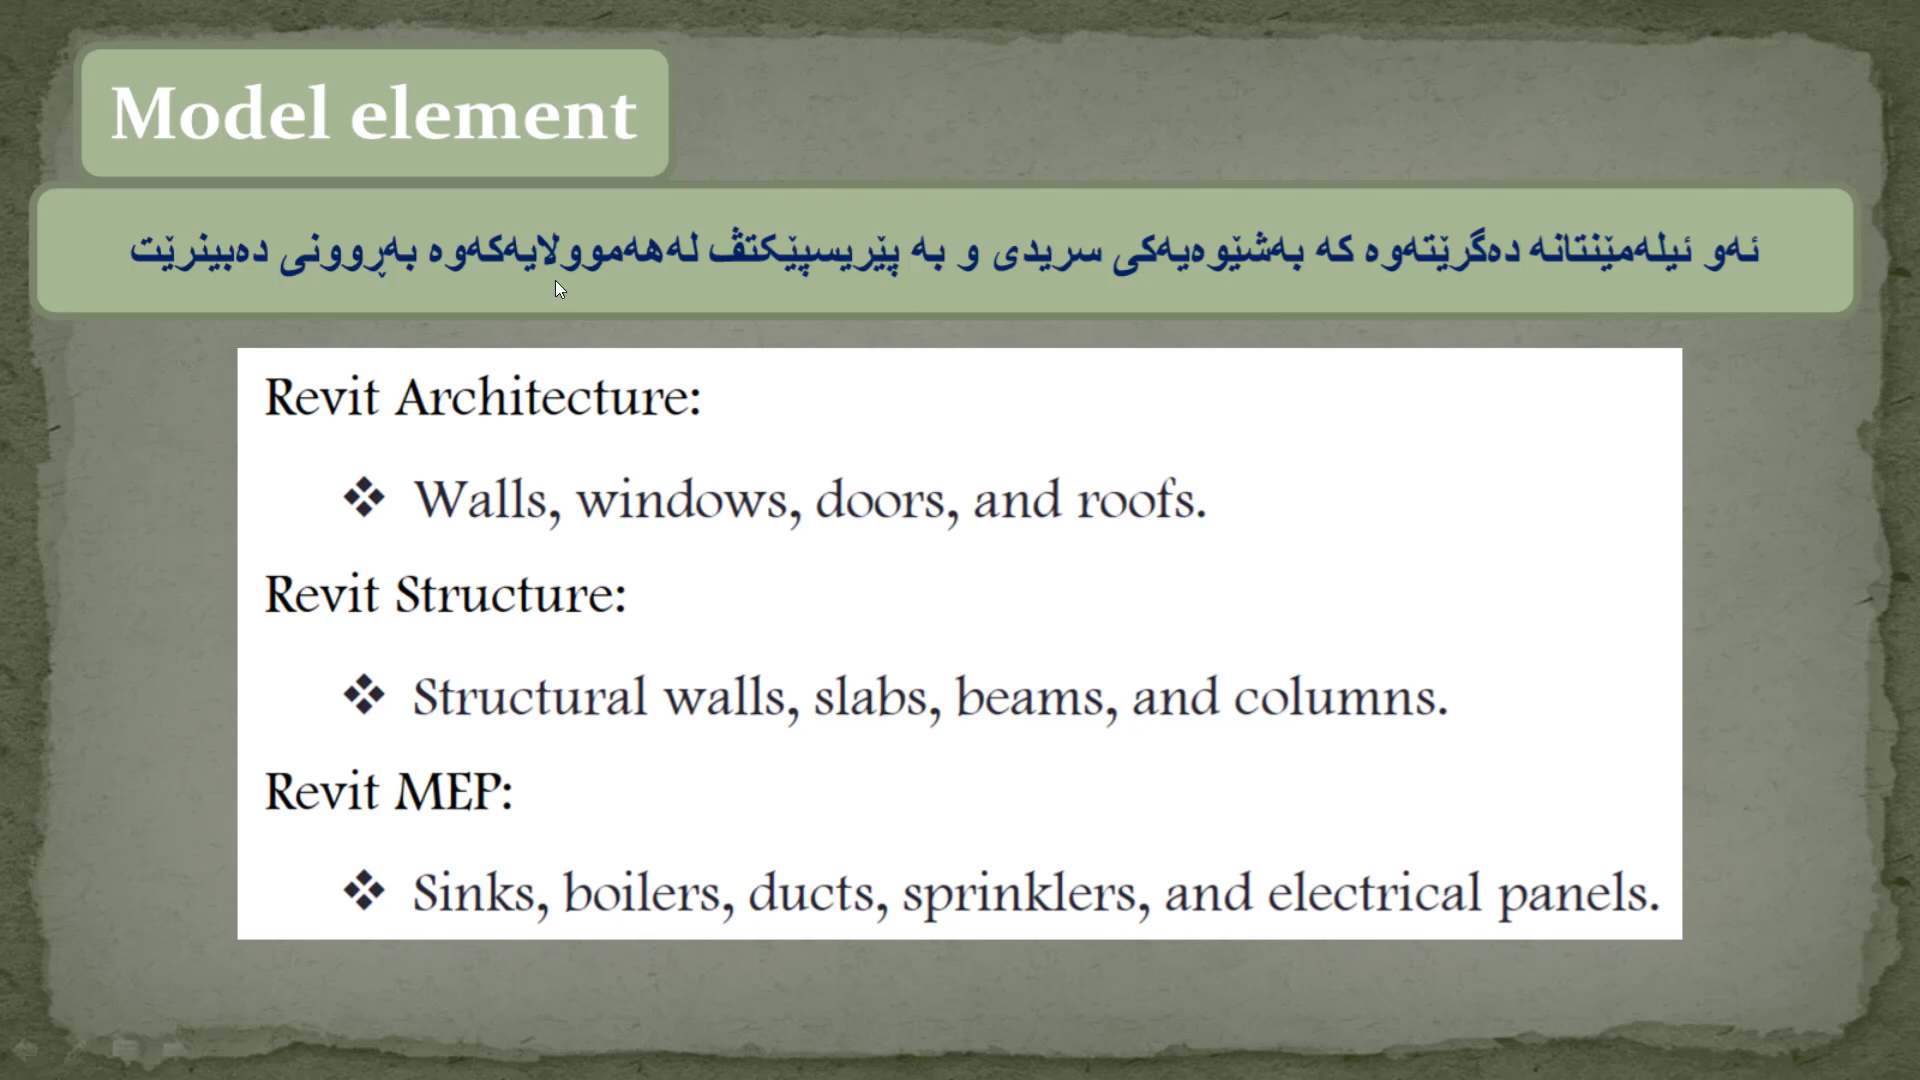 Model element
ئەو ئیلەمێنتانە دەگرێتەوە کە بەشێوەیەکی سریدی و بە پێریسپێکتڤ لەهەموولایەکەوە بەڕوونی دەبینرێت
Revit Architecture:
❖ Walls, windows, doors, and roofs.
Revit Structure:
❖ Structural walls, slabs, beams, and columns.
Revit MEP:
❖ Sinks, boilers, ducts, sprinklers, and electrical panels.